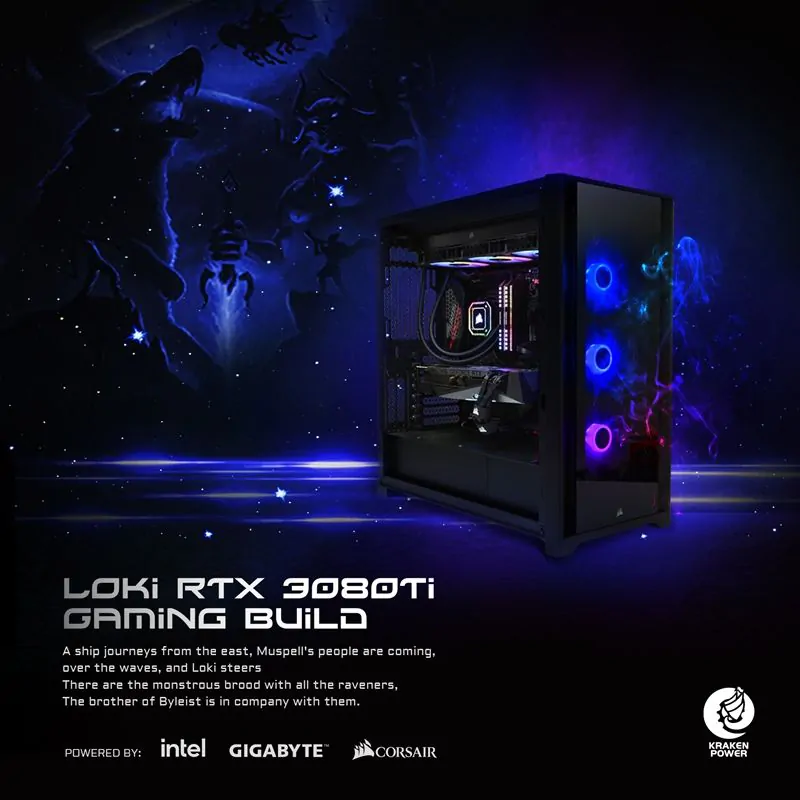 LOKi RTX 3080Ti
GAMiNG BUiLD
A ship journeys from the east, Muspell's people are coming,
over the waves, and Loki steers
There are the monstrous brood with all the raveners,
The brother of Byleist is in company with them.
POWERED BY: intel GIGABYTE™ CORSAIR
KRAKEN
POWER